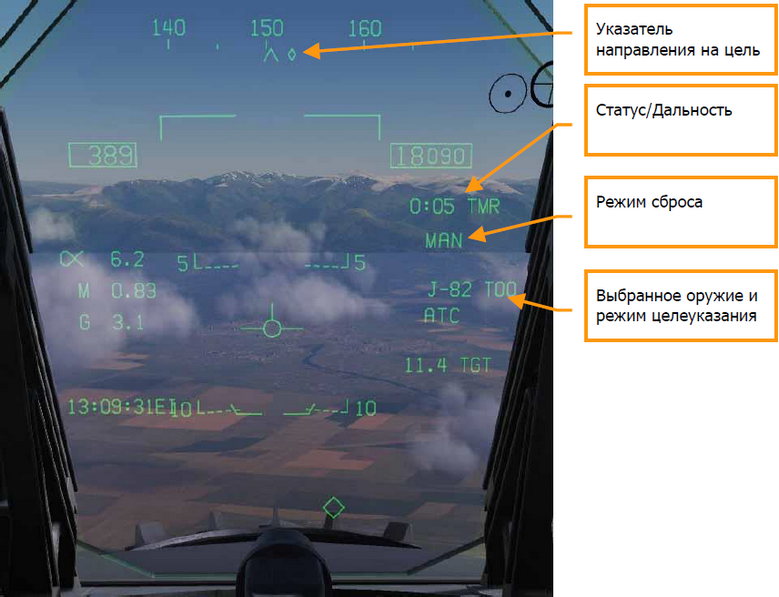 140 150 160
Указатель
направления на цель
Статус/Дальность
389
18090
0:05 TMR
Режим сброса
MAN
α 6.2
5 5
M 0.83
J-82 TOO
Выбранное оружие и
режим целеуказания
G 3.1
ATC
11.4 TGT
13:09:31
10 10